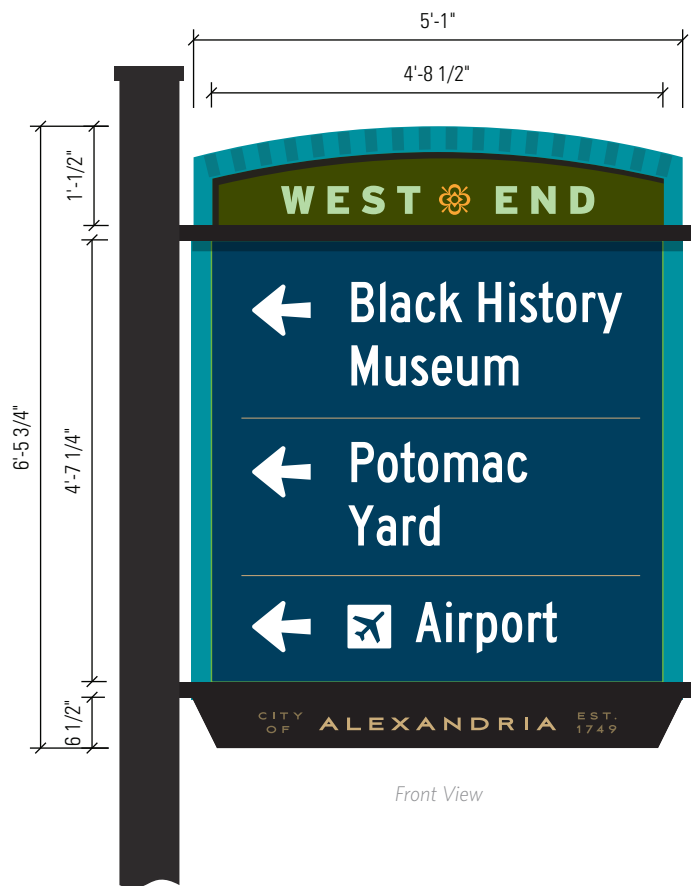 5'-1"
4'-8 1/2"
1'-1/2"
WEST END
Black History
Museum
6'-5 3/4"
4'-7 1/4"
Potomac
Yard
Airport
6 1/2"
CITY OF ALEXANDRIA EST. 1749
Front View